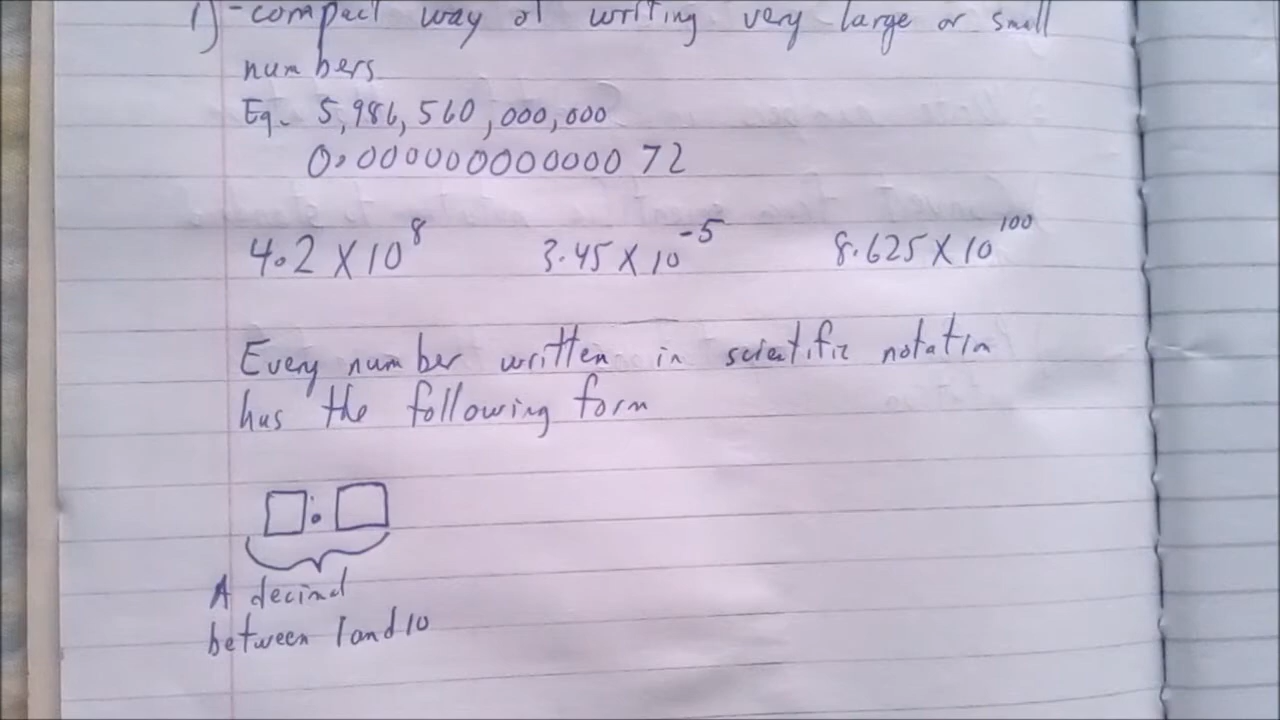 1) -compact way of writing very large or small
numbers
Eg. 5,986,560,000,000
0.00000000000072
4.2 X 10^8 3.45 X 10^-5 8.625 X 10^100
Every number written in scientific notatin
has the following form
A decimal
between 1 and 10